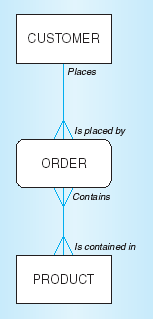 CUSTOMER
Places
Is placed by
ORDER
Contains
Is contained in
PRODUCT